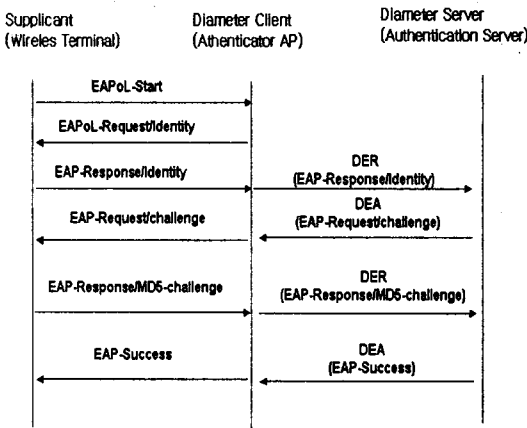 Supplicant
(Wireles Terminal)
Diameter Client
(Athenticator AP)
Diameter Server
(Authentication Server)
EAPoL-Start
EAPoL-Request/Identity
EAP-Response/Identity
DER
(EAP-Response/Identity)
EAP-Request/challenge
DEA
(EAP-Request/challenge)
EAP-Response/MD5-challenge
DER
(EAP-Response/MD5-challenge)
EAP-Success
DEA
(EAP-Success)